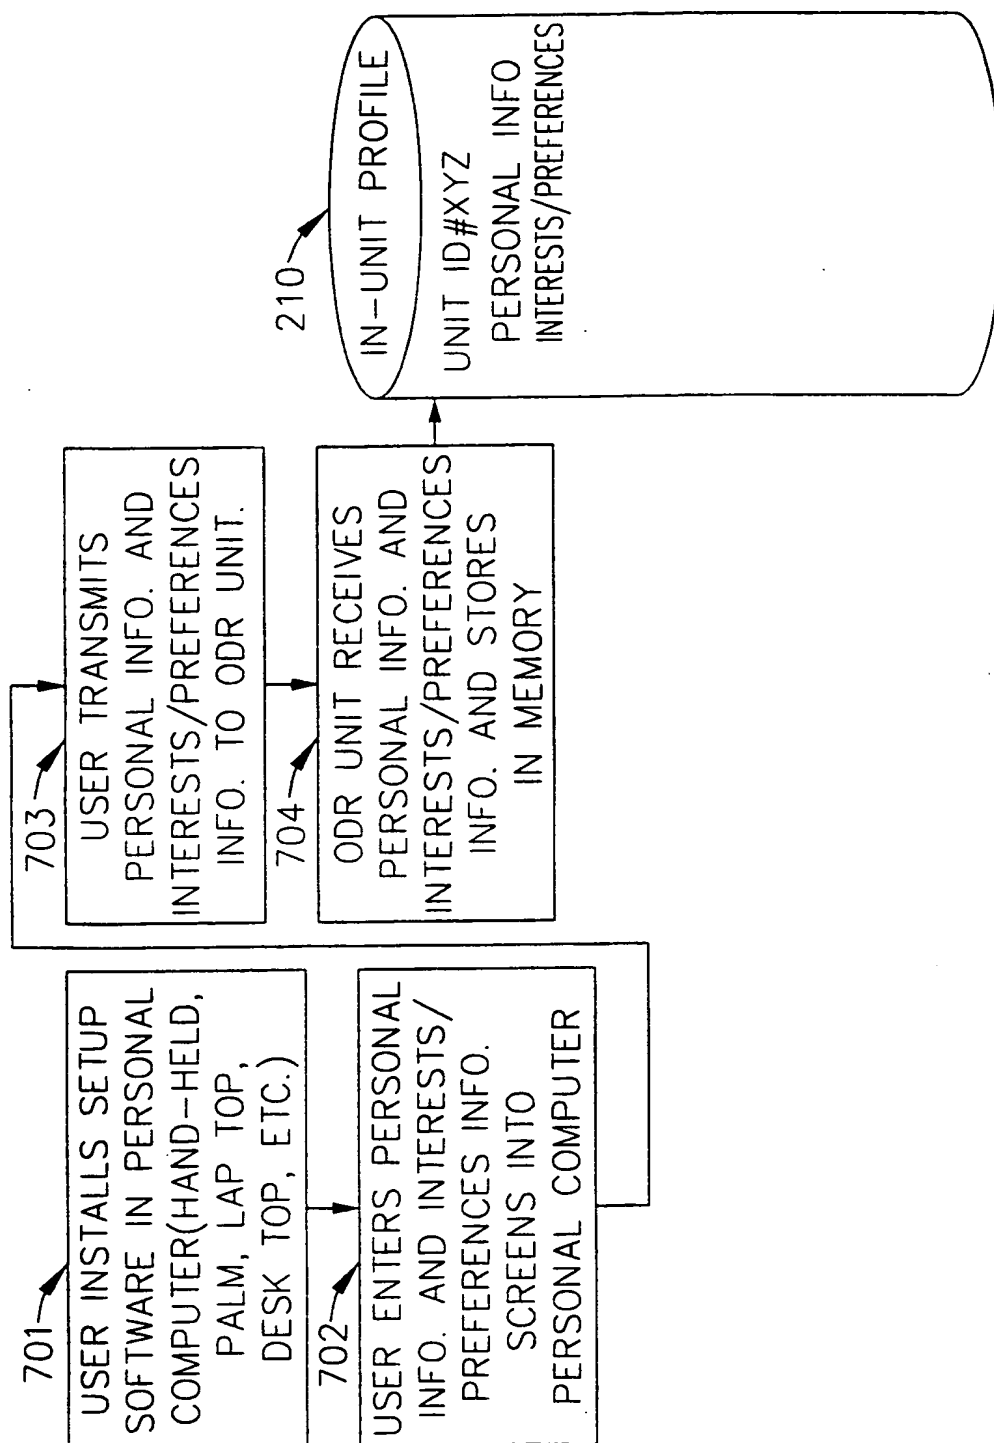 701
USER INSTALLS SETUP
SOFTWARE IN PERSONAL
COMPUTER(HAND-HELD,
PALM, LAP TOP,
DESK TOP, ETC.)
702
USER ENTERS PERSONAL
INFO. AND INTERESTS/
PREFERENCES INFO.
SCREENS INTO
PERSONAL COMPUTER
703
USER TRANSMITS
PERSONAL INFO. AND
INTERESTS/PREFERENCES
INFO. TO ODR UNIT.
704
ODR UNIT RECEIVES
PERSONAL INFO. AND
INTERESTS/PREFERENCES
INFO. AND STORES
IN MEMORY
210
IN-UNIT PROFILE
UNIT ID#XYZ
PERSONAL INFO
INTERESTS/PREFERENCES